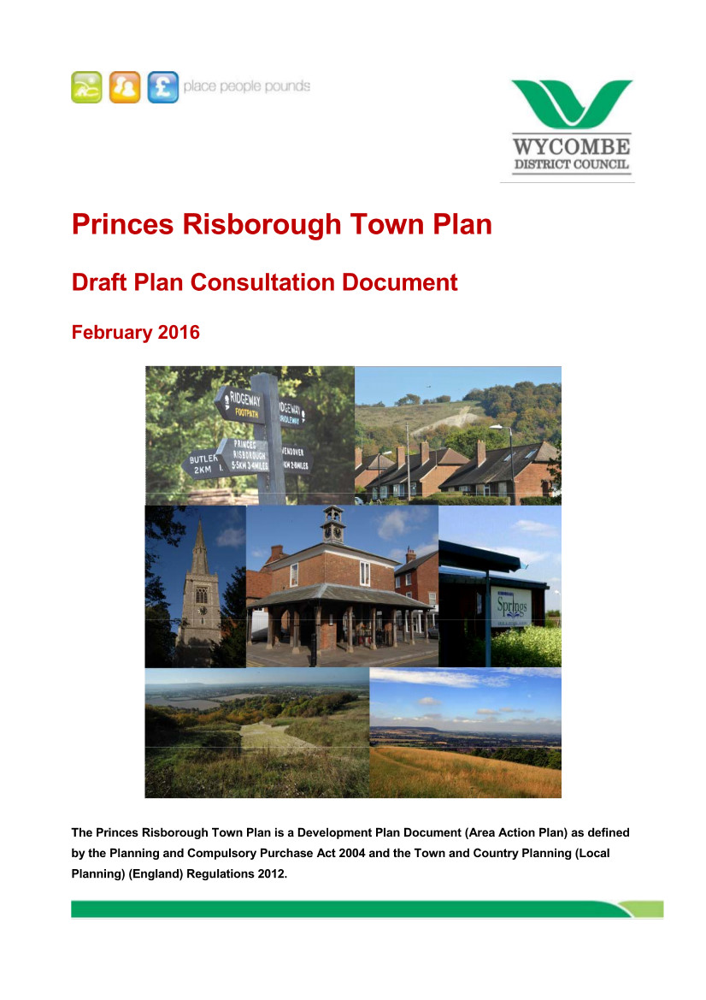 place people pounds
WYCOMBE
DISTRICT COUNCIL
Princes Risborough Town Plan
Draft Plan Consultation Document
February 2016
RIDGEWAY
FOOTPATH
IDGEWAY
PRINCES
RISBOROUGH
BUTLER
2KM
Springs
The Princes Risborough Town Plan is a Development Plan Document (Area Action Plan) as defined
by the Planning and Compulsory Purchase Act 2004 and the Town and Country Planning (Local
Planning) (England) Regulations 2012.